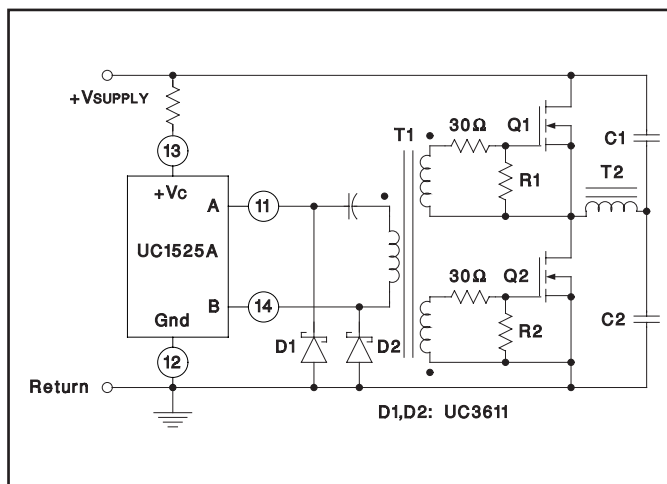 +VSUPPLY
13
+VC
A
11
UC1525A
B
14
Gnd
12
Return
D1
D2
T1
30Ω
Q1
R1
C1
T2
30Ω
Q2
R2
C2
D1,D2: UC3611